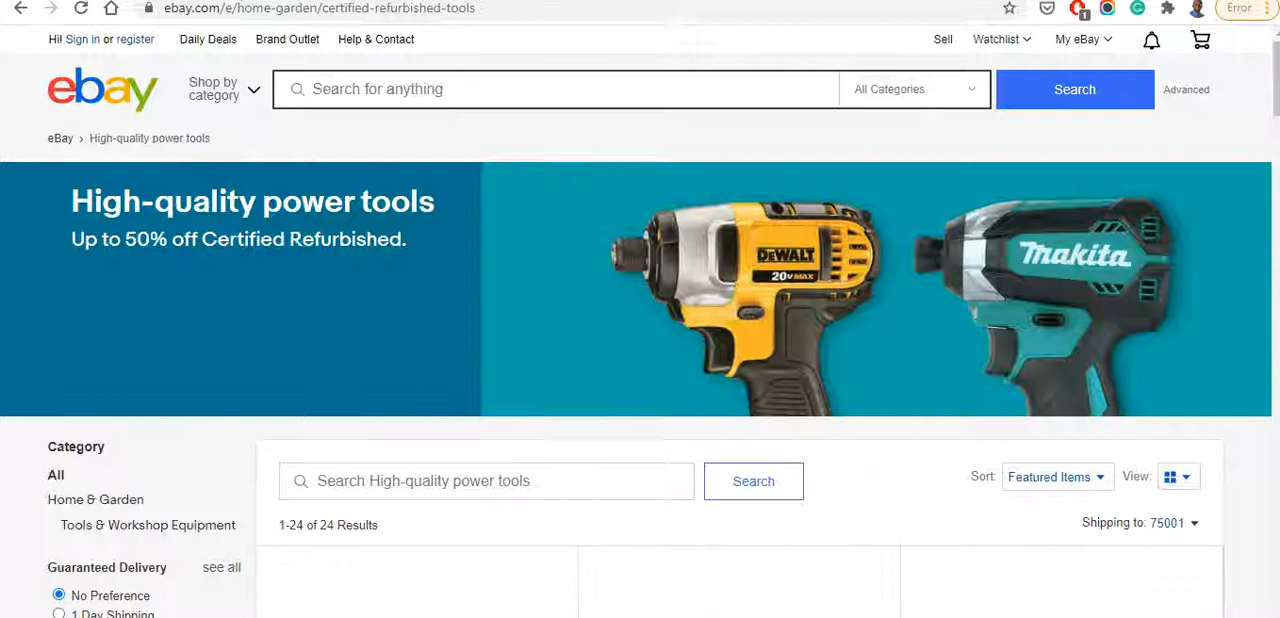 ebay.com/e/home-garden/certified-refurbished-tools
1
Error
Hi! Sign in or register
Daily Deals
Brand Outlet
Help & Contact
Sell
Watchlist
My eBay
ebay
Shop by
category
Search for anything
All Categories
Search
Advanced
eBay > High-quality power tools
High-quality power tools
Up to 50% off Certified Refurbished.
DEWALT
20V MAX
makita
Category
All
Home & Garden
Tools & Workshop Equipment
Guaranteed Delivery
see all
No Preference
1 Day Shipping
Search High-quality power tools
Search
Sort: Featured Items
View:
1-24 of 24 Results
Shipping to: 75001